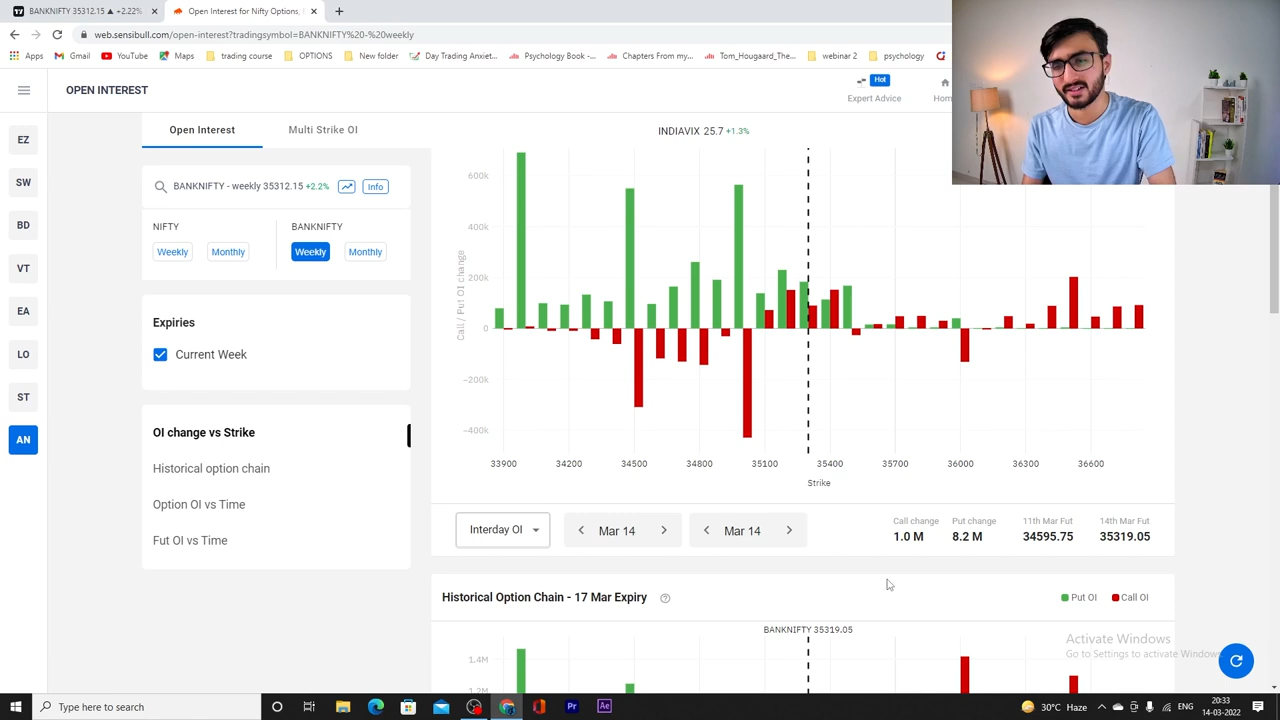 BANKNIFTY 35312.15 ▲ +2.22%
Open Interest for Nifty Options,
web.sensibull.com/open-interest?tradingsymbol=BANKNIFTY%20-%20weekly
Apps
Gmail
YouTube
Maps
trading course
OPTIONS
New folder
Day Trading Anxiet...
Psychology Book -...
Chapters From my...
Tom_Hougaard_The...
webinar 2
psychology
OPEN INTEREST
Hot
Expert Advice
Hom
EZ
SW
BD
VT
EA
LO
ST
AN
Open Interest
Multi Strike OI
BANKNIFTY - weekly 35312.15 +2.2%
Info
NIFTY
BANKNIFTY
Weekly
Monthly
Weekly
Monthly
Expiries
Current Week
OI change vs Strike
Historical option chain
Option OI vs Time
Fut OI vs Time
INDIAVIX 25.7 +1.3%
Call / Put OI change
600k
400k
200k
0
−200k
−400k
33900 34200 34500 34800 35100 35400 35700 36000 36300 36600
Strike
Interday OI
Mar 14
Mar 14
Call change Put change 11th Mar Fut 14th Mar Fut
1.0 M 8.2 M 34595.75 35319.05
Historical Option Chain - 17 Mar Expiry
Put OI Call OI
BANKNIFTY 35319.05
1.4M
1.2M
Activate Windows
Go to Settings to activate Windows
Type here to search
Pr
Ae
30°C Haze
ENG
20:33
14-03-2022